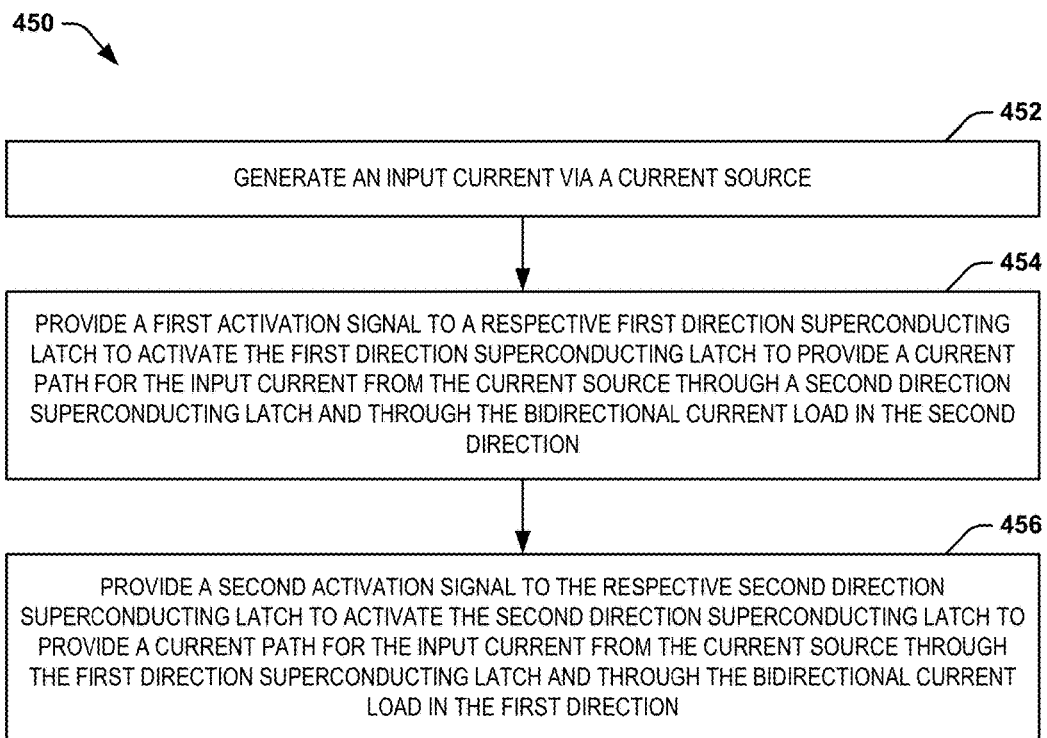 450
452
GENERATE AN INPUT CURRENT VIA A CURRENT SOURCE
454
PROVIDE A FIRST ACTIVATION SIGNAL TO A RESPECTIVE FIRST DIRECTION SUPERCONDUCTING
LATCH TO ACTIVATE THE FIRST DIRECTION SUPERCONDUCTING LATCH TO PROVIDE A CURRENT
PATH FOR THE INPUT CURRENT FROM THE CURRENT SOURCE THROUGH A SECOND DIRECTION
SUPERCONDUCTING LATCH AND THROUGH THE BIDIRECTIONAL CURRENT LOAD IN THE SECOND
DIRECTION
456
PROVIDE A SECOND ACTIVATION SIGNAL TO THE RESPECTIVE SECOND DIRECTION
SUPERCONDUCTING LATCH TO ACTIVATE THE SECOND DIRECTION SUPERCONDUCTING LATCH TO
PROVIDE A CURRENT PATH FOR THE INPUT CURRENT FROM THE CURRENT SOURCE THROUGH
THE FIRST DIRECTION SUPERCONDUCTING LATCH AND THROUGH THE BIDIRECTIONAL CURRENT
LOAD IN THE FIRST DIRECTION